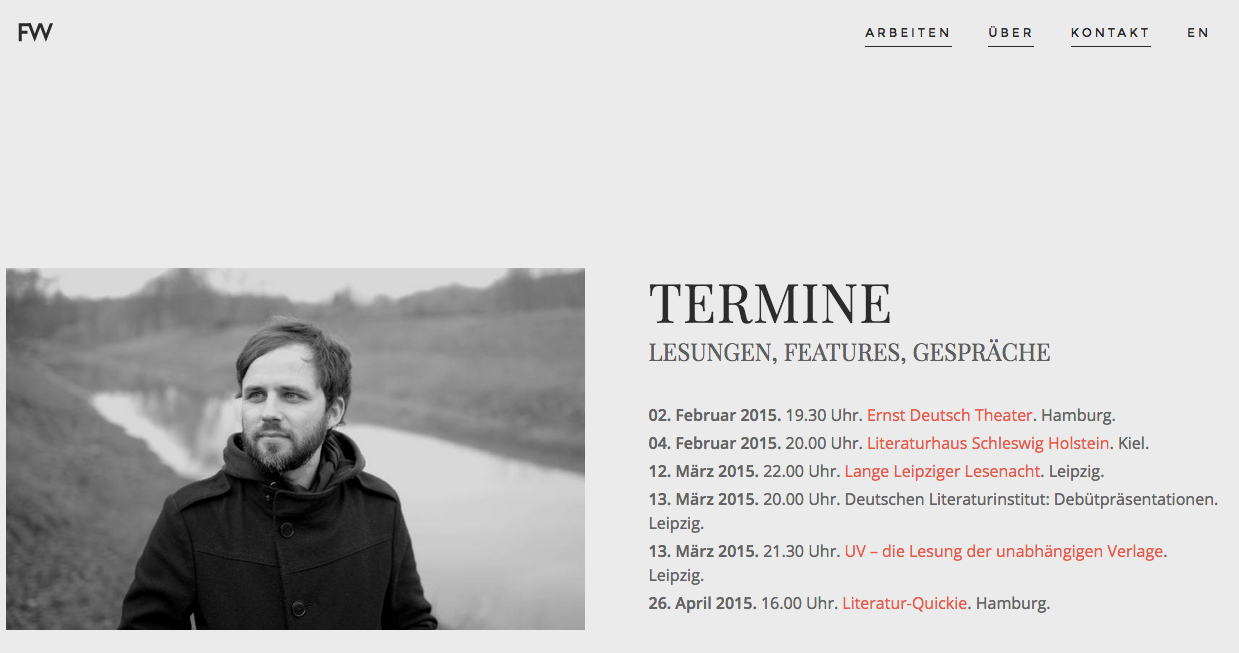 FW
ARBEITEN ÜBER KONTAKT EN
TERMINE
LESUNGEN, FEATURES, GESPRÄCHE
02. Februar 2015. 19.30 Uhr. Ernst Deutsch Theater. Hamburg.
04. Februar 2015. 20.00 Uhr. Literaturhaus Schleswig Holstein. Kiel.
12. März 2015. 22.00 Uhr. Lange Leipziger Lesenacht. Leipzig.
13. März 2015. 20.00 Uhr. Deutschen Literaturinstitut: Debütpräsentationen.
Leipzig.
13. März 2015. 21.30 Uhr. UV – die Lesung der unabhängigen Verlage.
Leipzig.
26. April 2015. 16.00 Uhr. Literatur-Quickie. Hamburg.